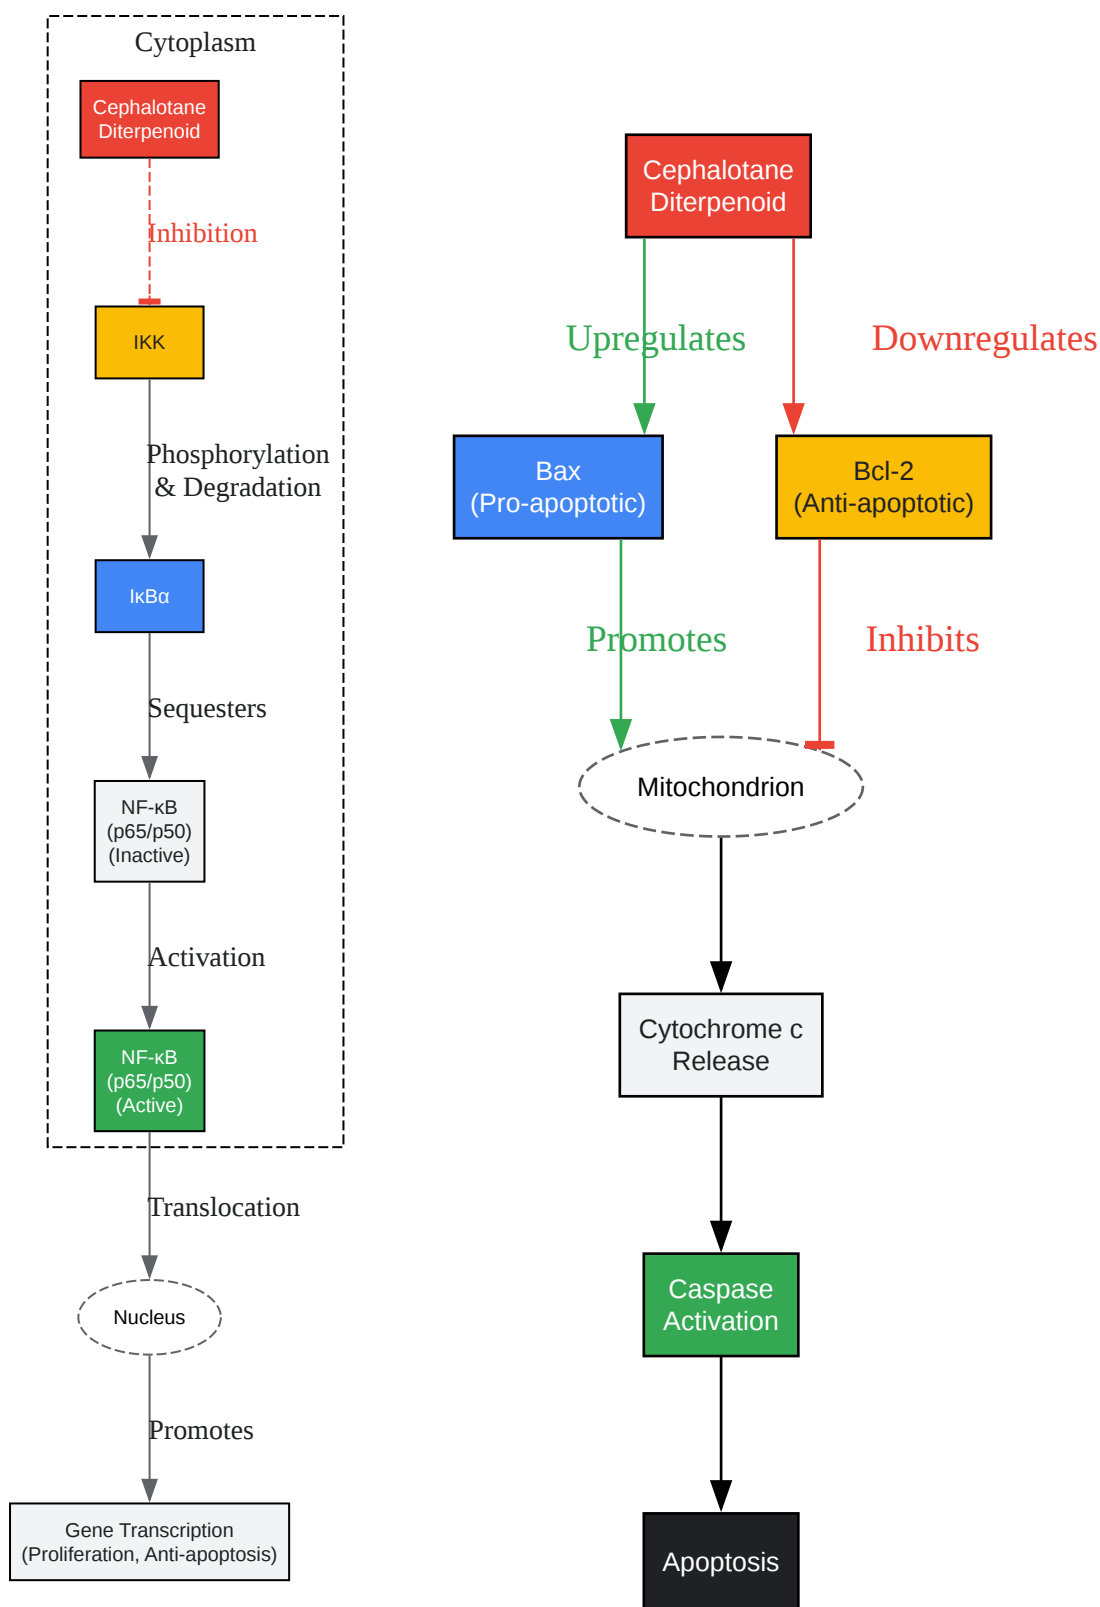 Cytoplasm
Cephalotane
Diterpenoid
Inhibition
IKK
Phosphorylation
& Degradation
IκBα
Sequesters
NF-κB
(p65/p50)
(Inactive)
Activation
NF-κB
(p65/p50)
(Active)
Translocation
Nucleus
Promotes
Gene Transcription
(Proliferation, Anti-apoptosis)
Cephalotane
Diterpenoid
Upregulates
Downregulates
Bax
(Pro-apoptotic)
Bcl-2
(Anti-apoptotic)
Promotes
Inhibits
Mitochondrion
Cytochrome c
Release
Caspase
Activation
Apoptosis